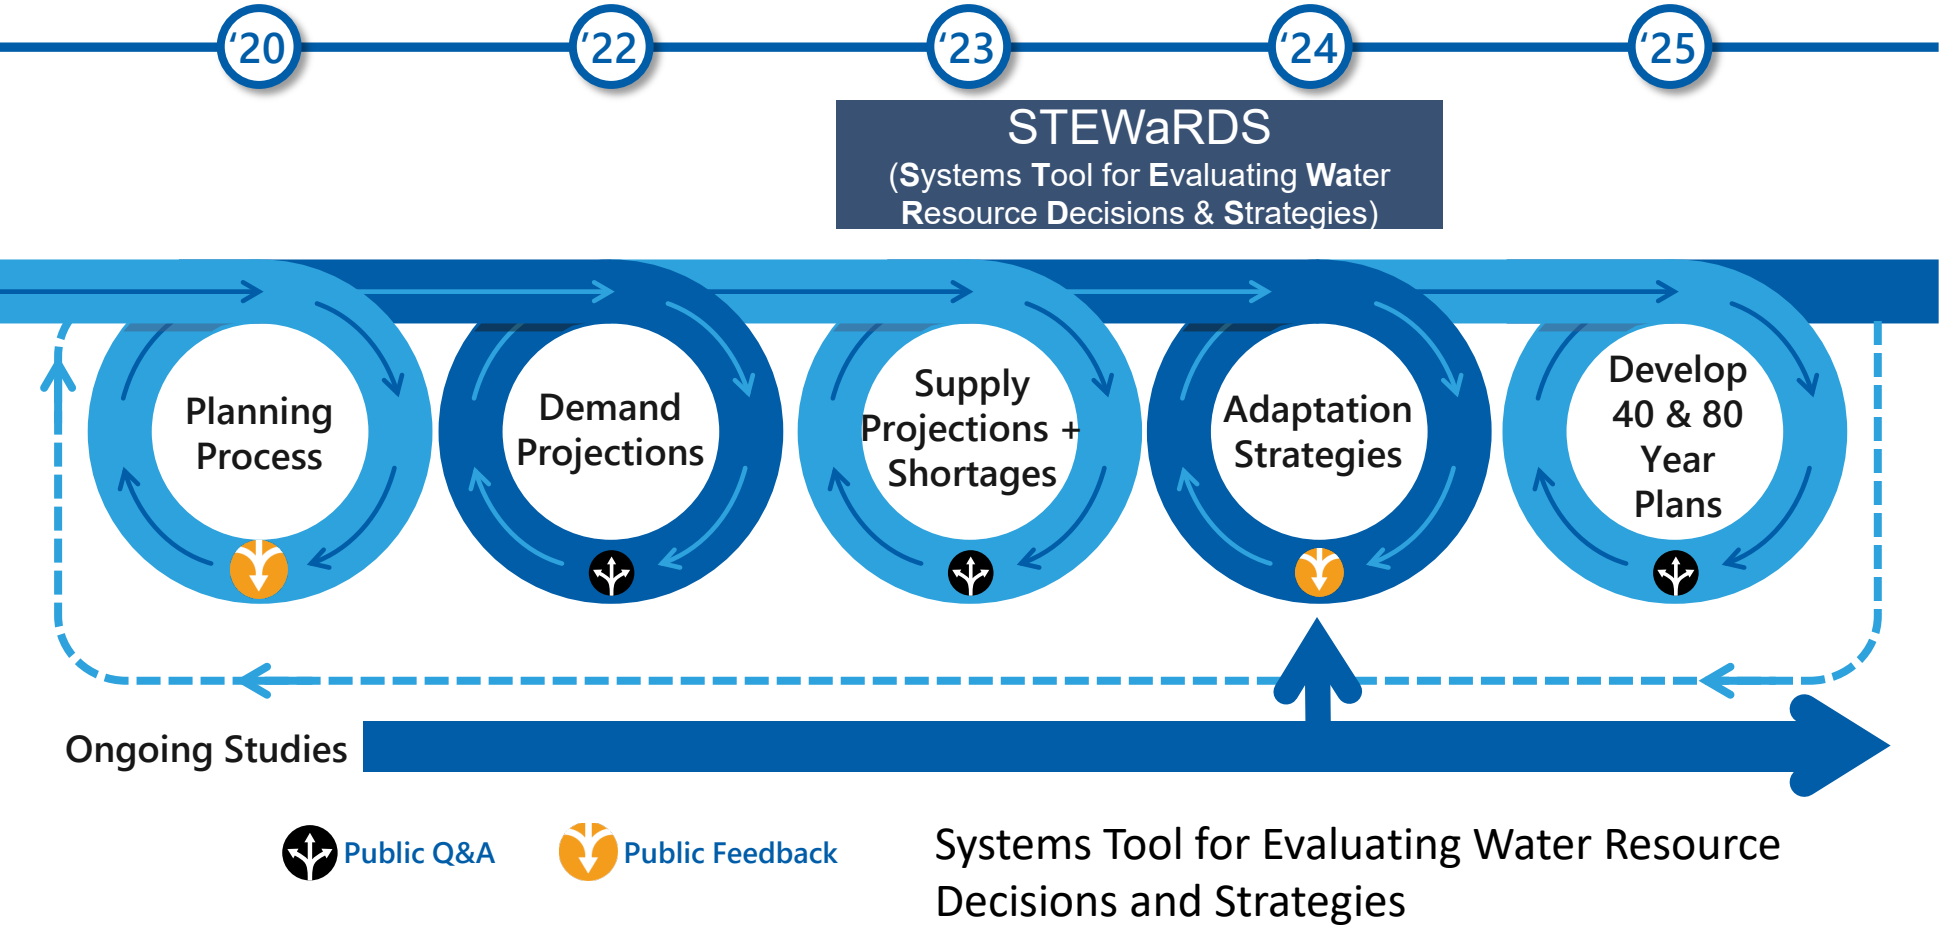 ‘20
‘22
‘23
‘24
‘25
STEWaRDS
(Systems Tool for Evaluating Water
Resource Decisions & Strategies)
Planning
Process
Demand
Projections
Supply
Projections +
Shortages
Adaptation
Strategies
Develop
40 & 80
Year
Plans
Ongoing Studies
Public Q&A
Public Feedback
Systems Tool for Evaluating Water Resource
Decisions and Strategies